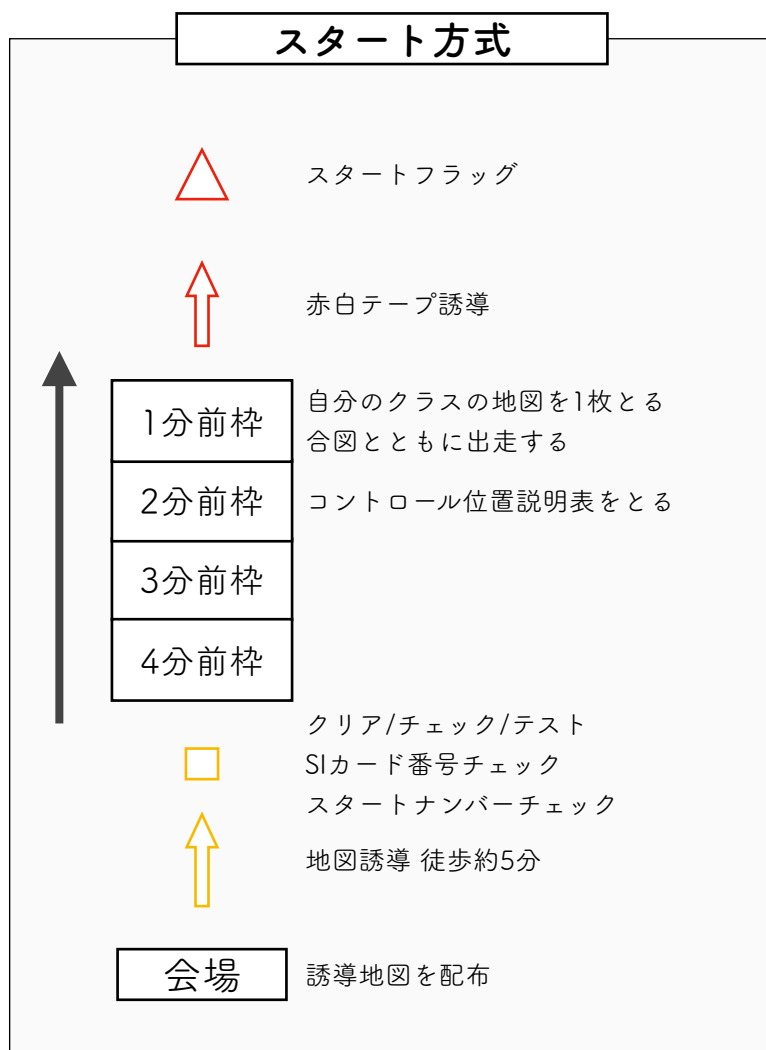 スタート方式
スタートフラッグ
赤白テープ誘導
1分前枠
自分のクラスの地図を1枚とる
合図とともに出走する
2分前枠
コントロール位置説明表をとる
3分前枠
4分前枠
クリア/チェック/テスト
SIカード番号チェック
スタートナンバーチェック
地図誘導 徒歩約5分
会場
誘導地図を配布